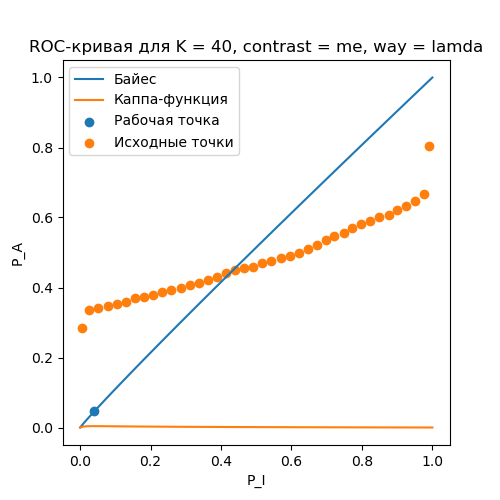 ROC-кривая для K = 40, contrast = me, way = lamda
Байес
Каппа-функция
Рабочая точка
Исходные точки
1.0
0.8
0.6
0.4
0.2
0.0
P_A
0.0 0.2 0.4 0.6 0.8 1.0
P_I